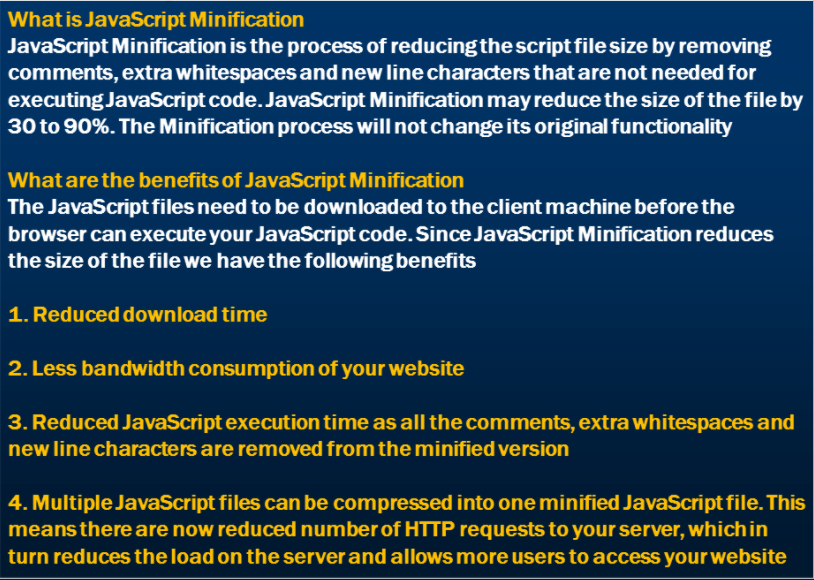 What is JavaScript Minification
JavaScript Minification is the process of reducing the script file size by removing
comments, extra whitespaces and new line characters that are not needed for
executing JavaScript code. JavaScript Minification may reduce the size of the file by
30 to 90%. The Minification process will not change its original functionality
What are the benefits of JavaScript Minification
The JavaScript files need to be downloaded to the client machine before the
browser can execute your JavaScript code. Since JavaScript Minification reduces
the size of the file we have the following benefits
1. Reduced download time
2. Less bandwidth consumption of your website
3. Reduced JavaScript execution time as all the comments, extra whitespaces and
new line characters are removed from the minified version
4. Multiple JavaScript files can be compressed into one minified JavaScript file. This
means there are now reduced number of HTTP requests to your server, which in
turn reduces the load on the server and allows more users to access your website